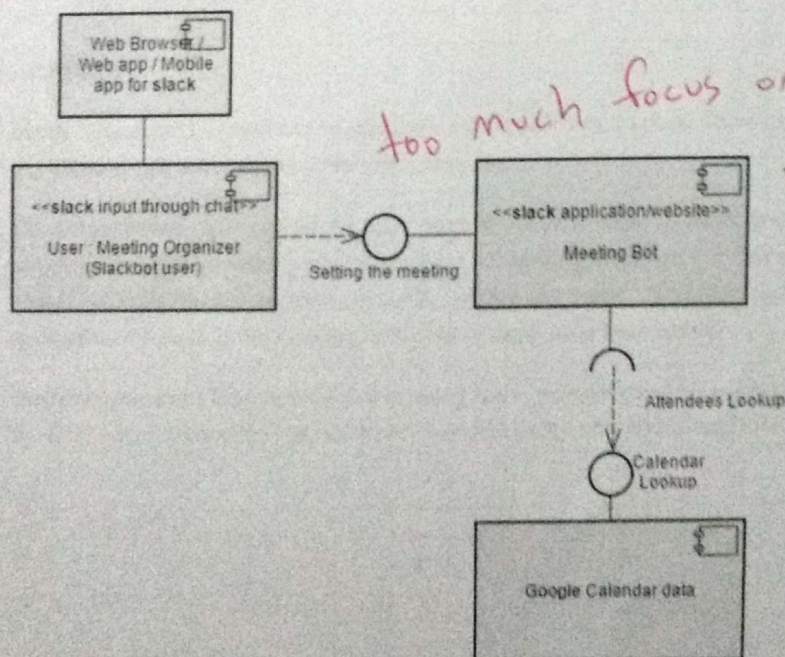 Web Browser /
Web app / Mobile
app for slack
too much focus on
<<slack input through chat>>
User : Meeting Organizer
(Slackbot user)
Setting the meeting
<<slack application/website>>
Meeting Bot
Attendees Lookup
Calendar
Lookup
Google Calendar data